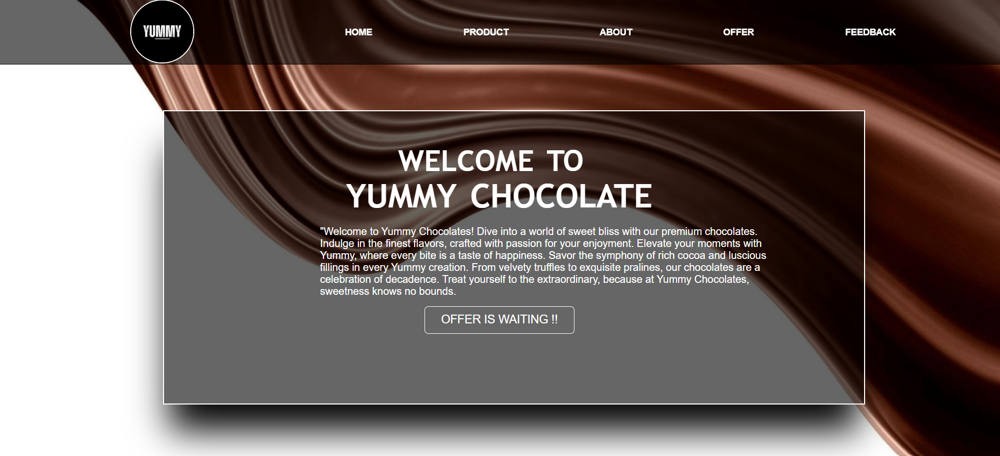 YUMMY
HOME PRODUCT ABOUT OFFER FEEDBACK
WELCOME TO
YUMMY CHOCOLATE
"Welcome to Yummy Chocolates! Dive into a world of sweet bliss with our premium chocolates.
Indulge in the finest flavors, crafted with passion for your enjoyment. Elevate your moments with
Yummy, where every bite is a taste of happiness. Savor the symphony of rich cocoa and luscious
fillings in every Yummy creation. From velvety truffles to exquisite pralines, our chocolates are a
celebration of decadence. Treat yourself to the extraordinary, because at Yummy Chocolates,
sweetness knows no bounds.
OFFER IS WAITING !!